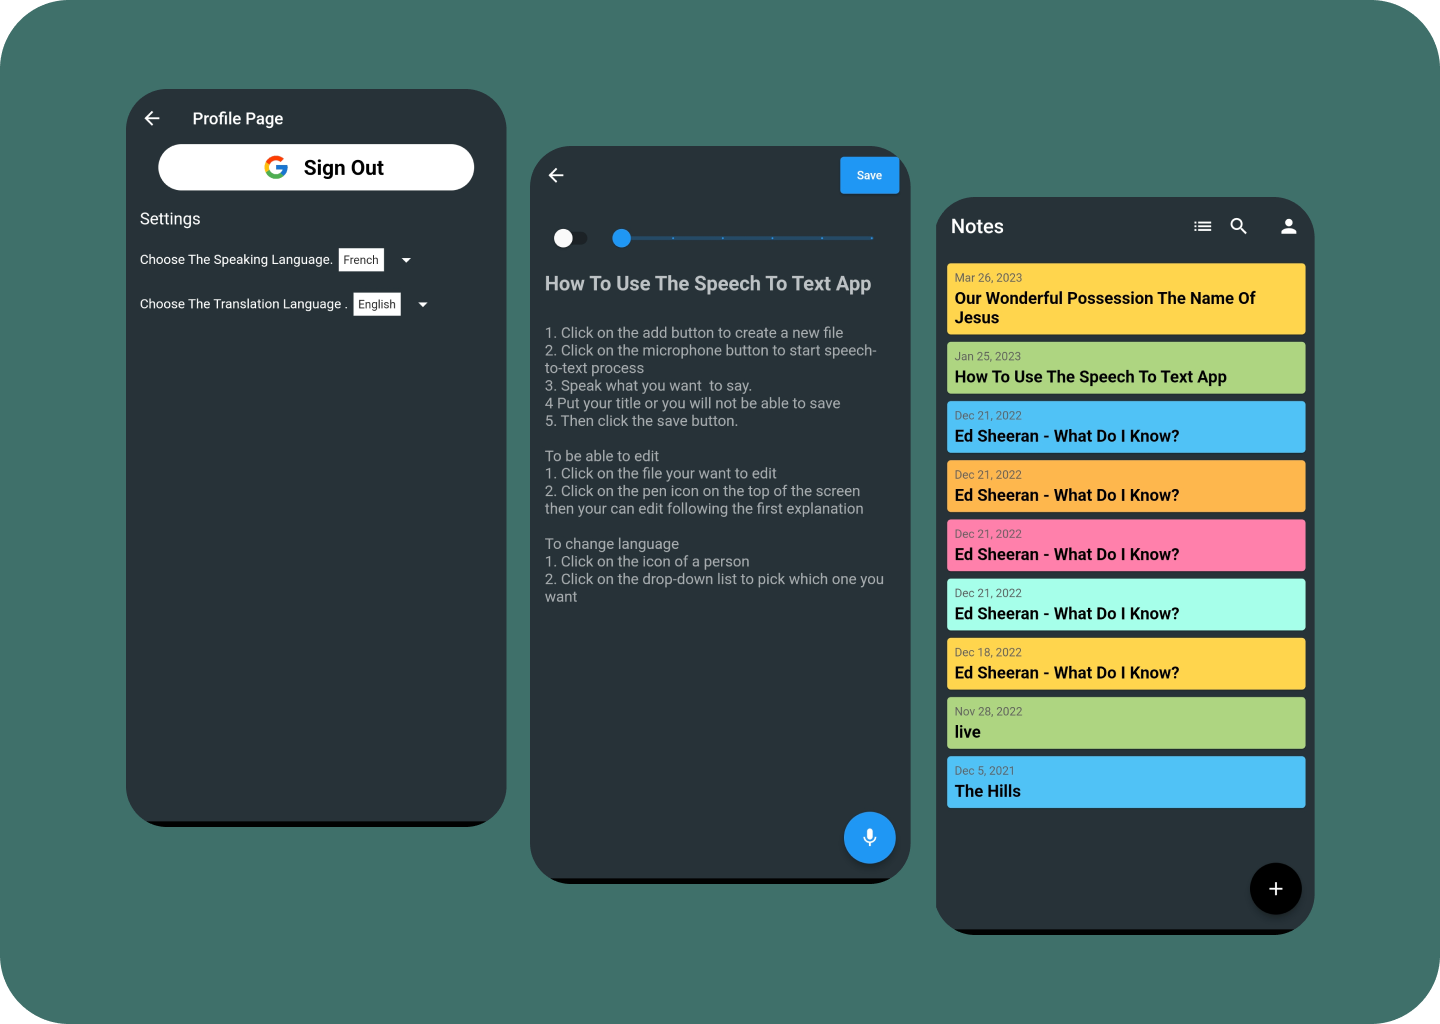 Profile Page
Sign Out
Settings
Choose The Speaking Language. French
Choose The Translation Language . English
Save
How To Use The Speech To Text App
1. Click on the add button to create a new file
2. Click on the microphone button to start speech-
to-text process
3. Speak what you want  to say.
4 Put your title or you will not be able to save
5. Then click the save button.
To be able to edit
1. Click on the file your want to edit
2. Click on the pen icon on the top of the screen
then your can edit following the first explanation
To change language
1. Click on the icon of a person
2. Click on the drop-down list to pick which one you
want
Notes
Mar 26, 2023
Our Wonderful Possession The Name Of
Jesus
Jan 25, 2023
How To Use The Speech To Text App
Dec 21, 2022
Ed Sheeran - What Do I Know?
Dec 21, 2022
Ed Sheeran - What Do I Know?
Dec 21, 2022
Ed Sheeran - What Do I Know?
Dec 21, 2022
Ed Sheeran - What Do I Know?
Dec 18, 2022
Ed Sheeran - What Do I Know?
Nov 28, 2022
live
Dec 5, 2021
The Hills